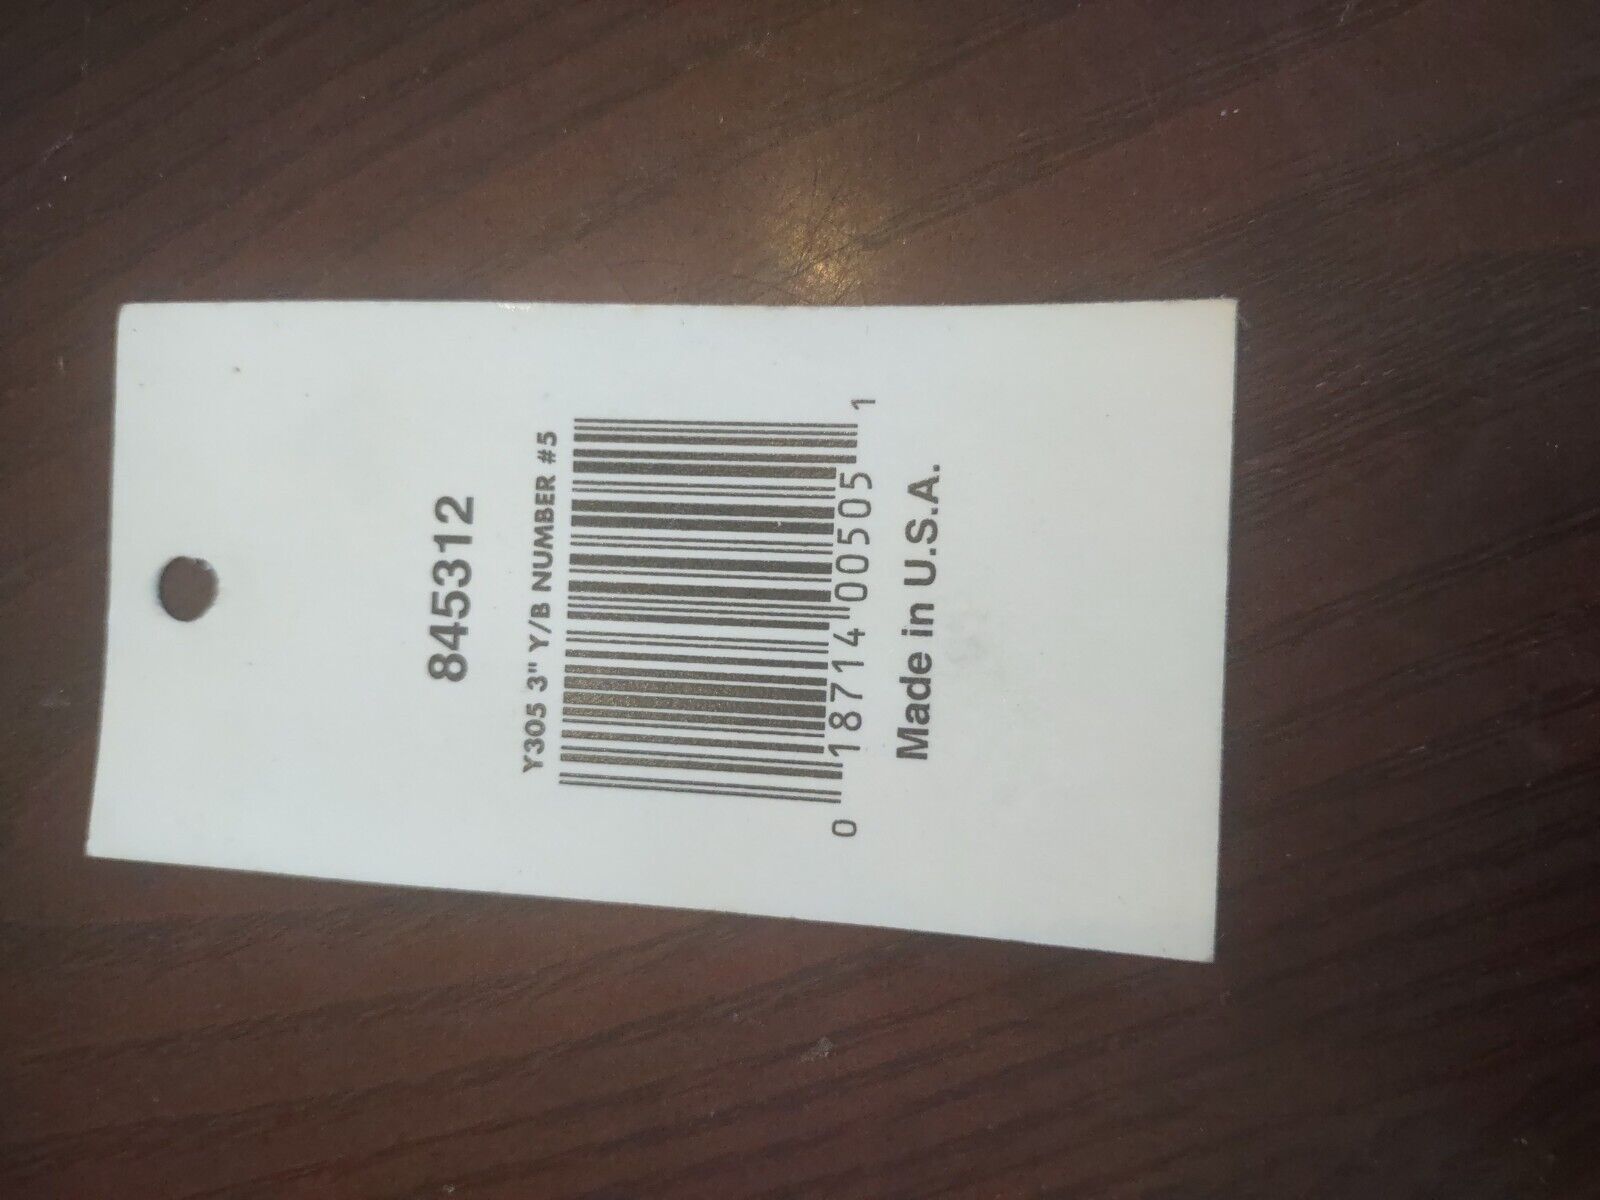 845312
Y305 3" Y/B NUMBER #5
0 18714 00505 1
Made in U.S.A.